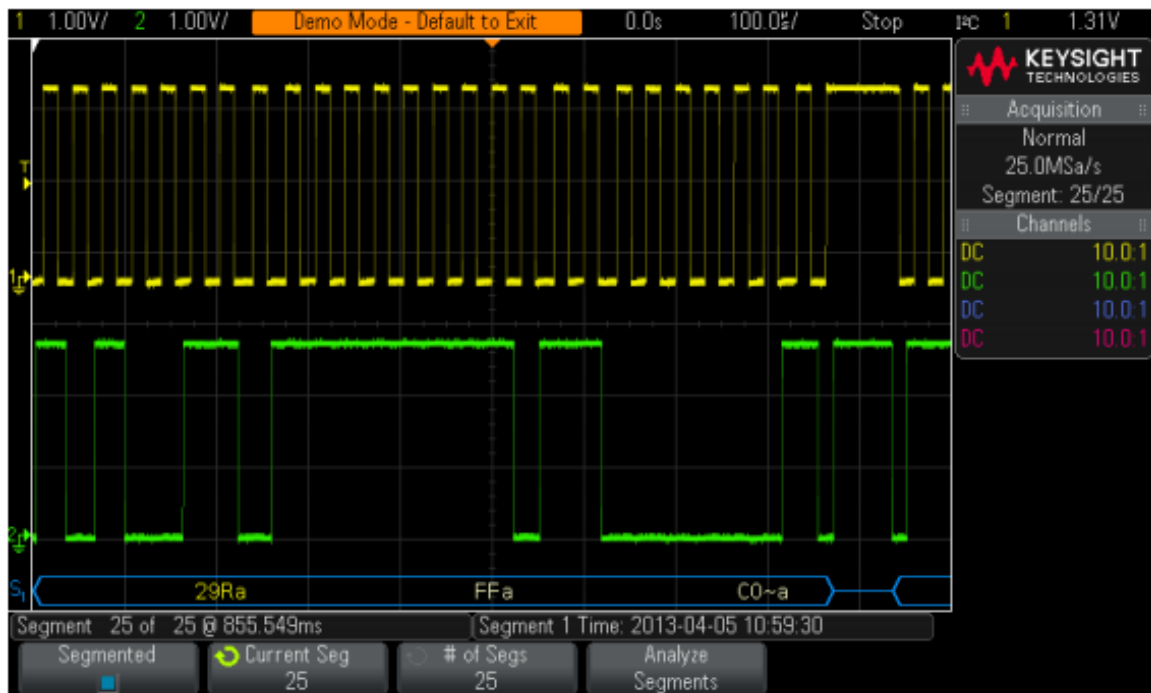 1 1.00V/ 2 1.00V/ Demo Mode - Default to Exit 0.0s 100.0µ/ Stop I²C 1 1.31V
KEYSIGHT
TECHNOLOGIES
Acquisition
Normal
25.0MSa/s
Segment: 25/25
Channels
DC 10.0:1
DC 10.0:1
DC 10.0:1
DC 10.0:1
T
1
2
S₁ 29Ra FFa C0~a
Segment 25 of 25 @ 855.549ms Segment 1 Time: 2013-04-05 10:59:30
Segmented Current Seg # of Segs Analyze
25 25 Segments